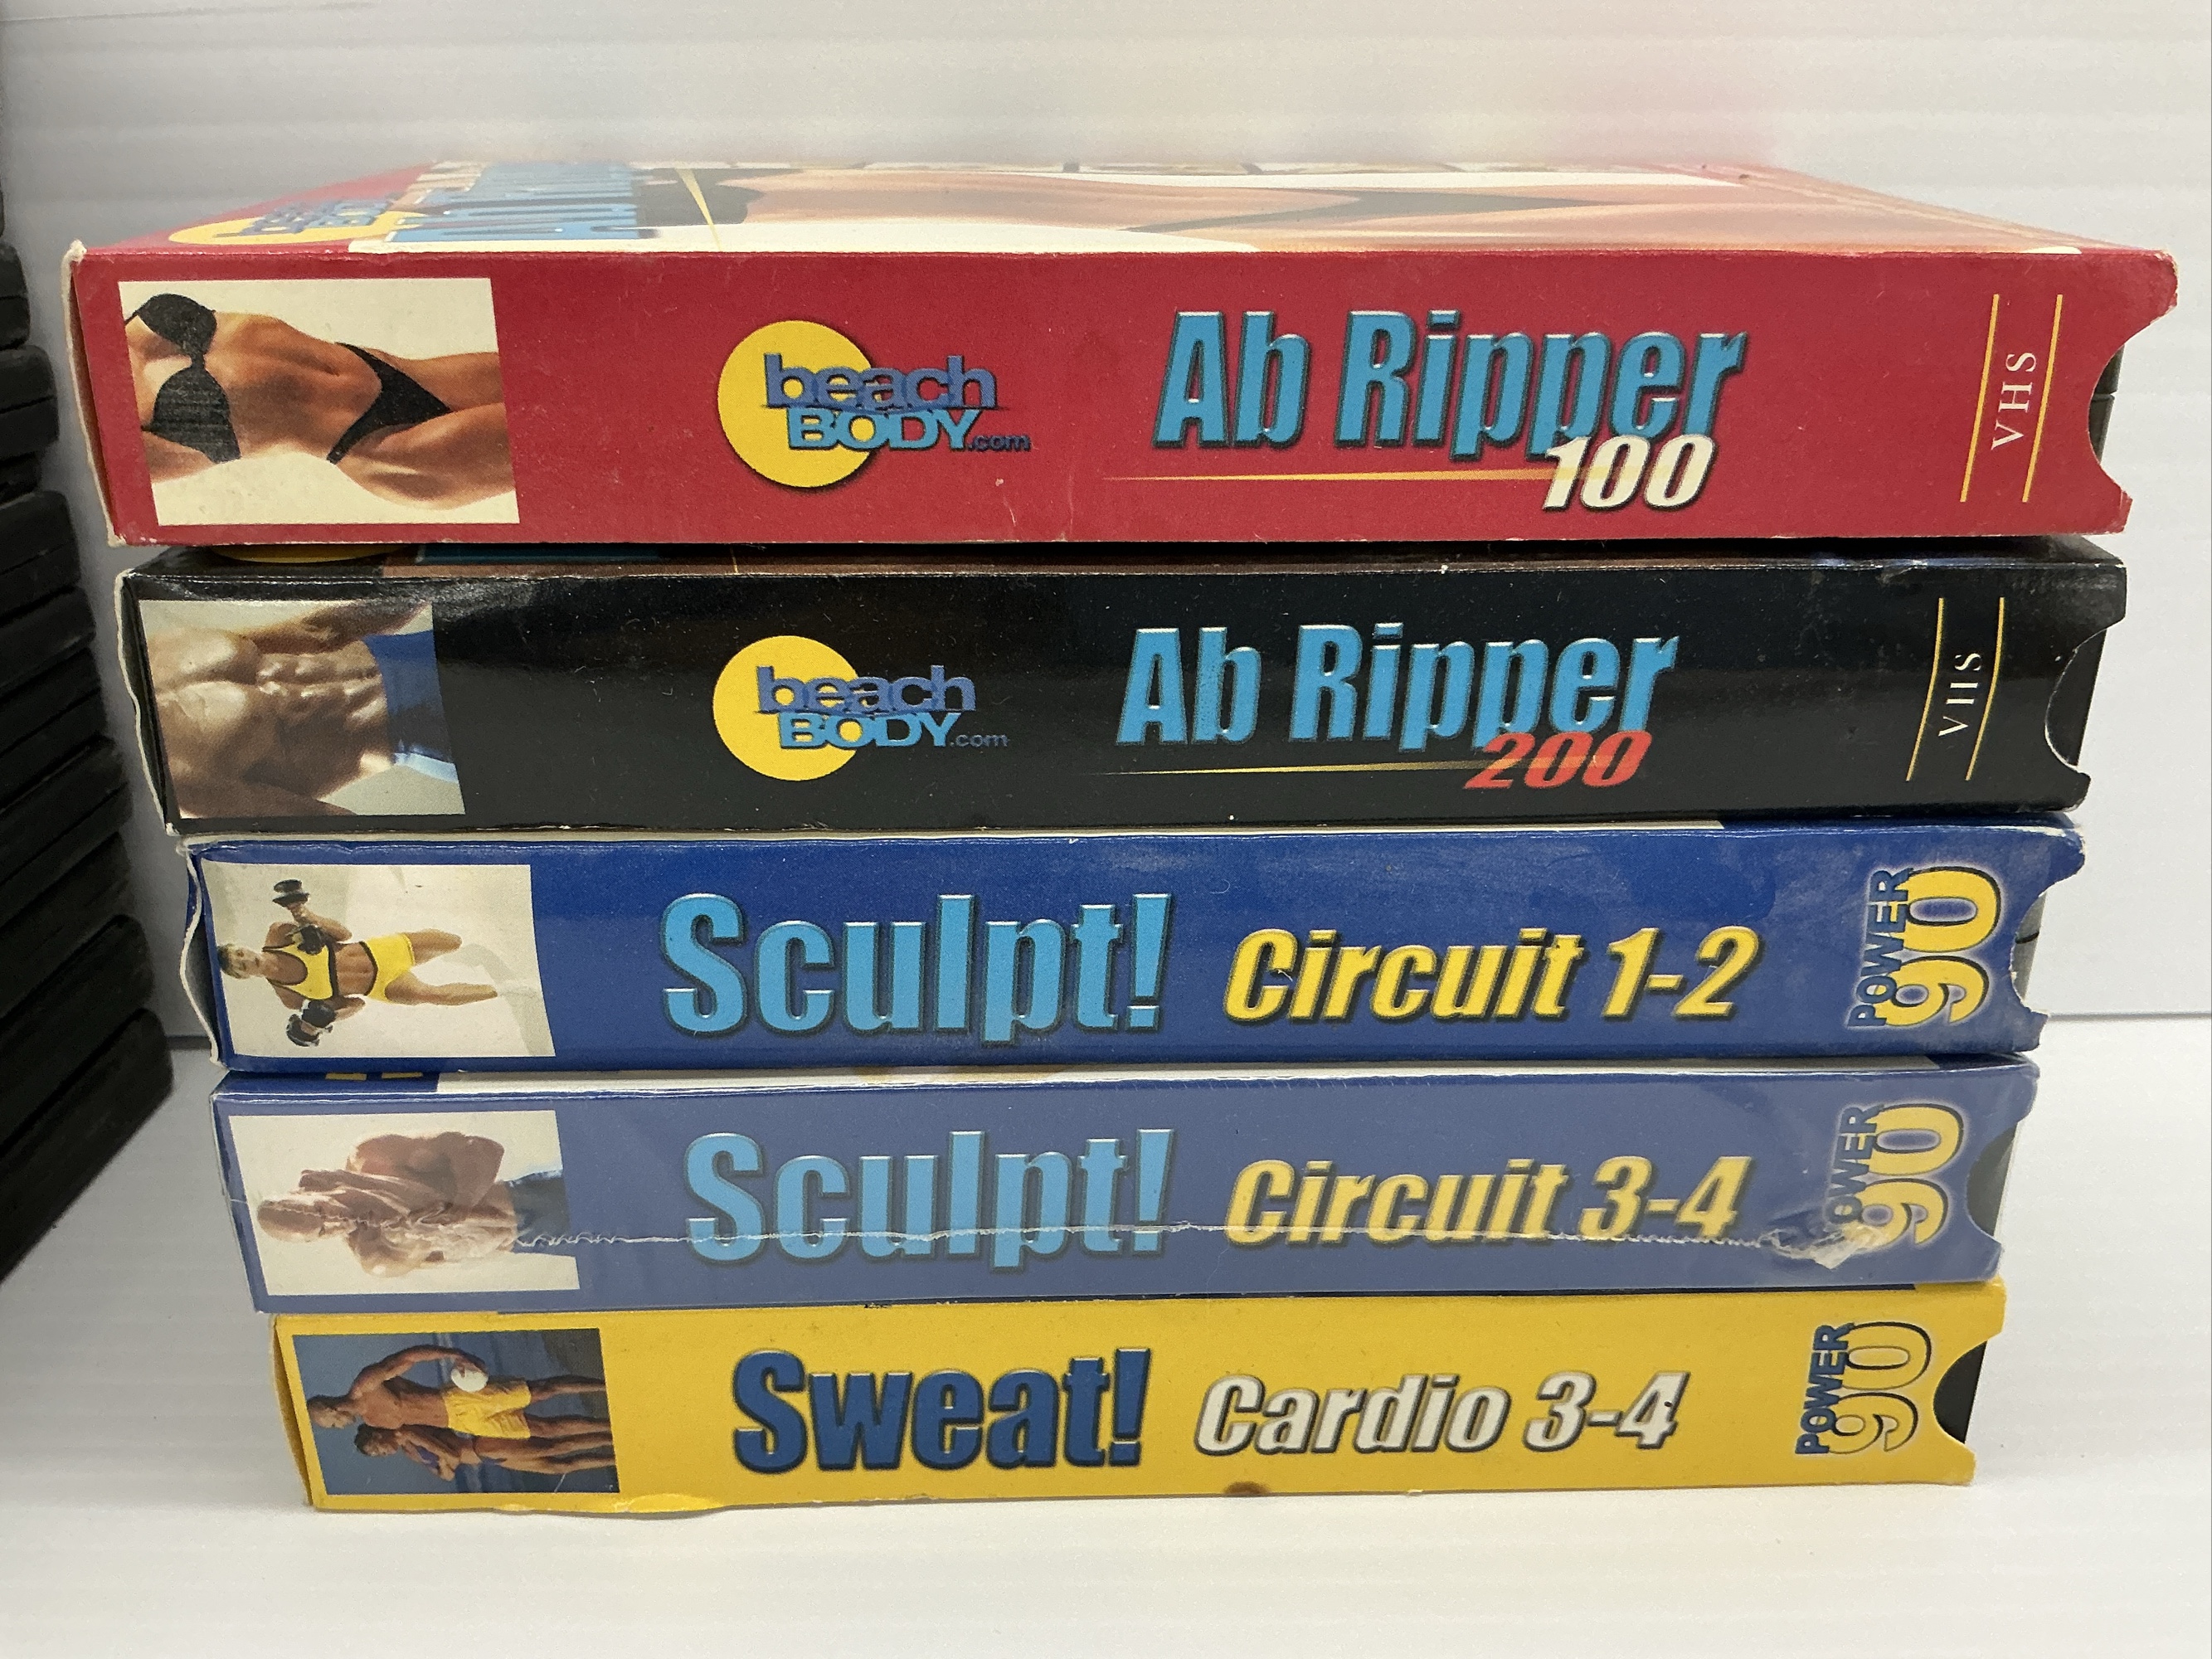 beach
BODY.com
Ab Ripper
100
VHS
beach
BODY.com
Ab Ripper
200
VHS
Sculpt! Circuit 1-2
POWER
90
Sculpt! Circuit 3-4
POWER
90
Sweat! Cardio 3-4
POWER
90